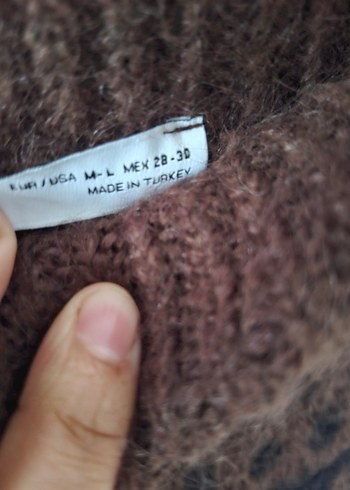 EUR / USA M-L MEX 28-30
MADE IN TURKEY